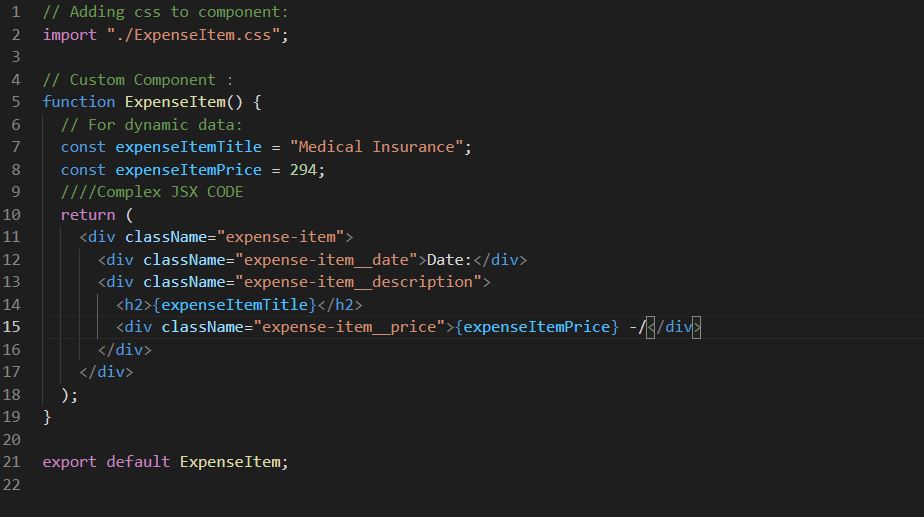 1 // Adding css to component:
2 import "./ExpenseItem.css";
3
4 // Custom Component :
5 function ExpenseItem() {
6   // For dynamic data:
7   const expenseItemTitle = "Medical Insurance";
8   const expenseItemPrice = 294;
9   ////Complex JSX CODE
10   return (
11     <div className="expense-item">
12       <div className="expense-item__date">Date:</div>
13       <div className="expense-item__description">
14         <h2>{expenseItemTitle}</h2>
15         <div className="expense-item__price">{expenseItemPrice} -/</div>
16       </div>
17     </div>
18   );
19 }
20
21 export default ExpenseItem;
22